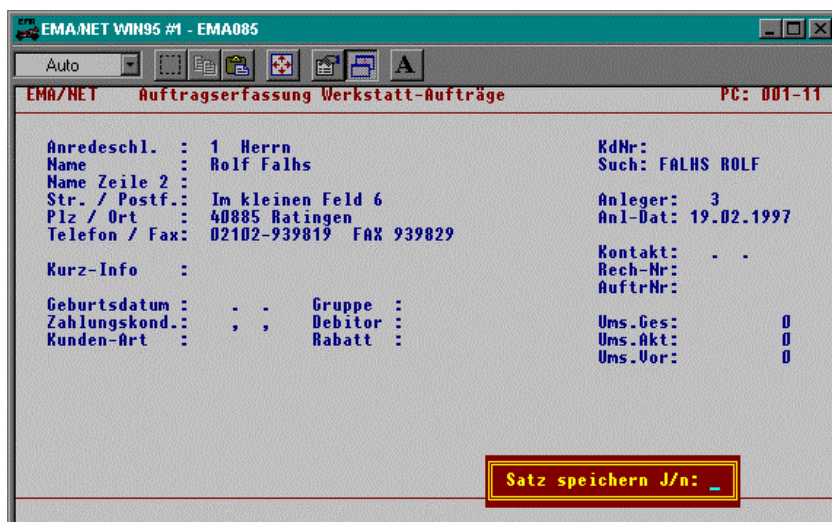 EMA/NET WIN95 #1 - EMA085
Auto
A
EMA/NET Auftragserfassung Werkstatt-Aufträge PC: 001-11
Anredeschl. : 1 Herrn KdNr:
Name : Rolf Falhs Such: FALHS ROLF
Name Zeile 2 :
Str. / Postf.: Im kleinen Feld 6 Anleger: 3
Plz / Ort : 40885 Ratingen Anl-Dat: 19.02.1997
Telefon / Fax: 02102-939819 FAX 939829
Kontakt: . .
Kurz-Info : Rech-Nr:
AuftrNr:
Geburtsdatum : . . Gruppe :
Zahlungskond.: , , Debitor : Ums.Ges: 0
Kunden-Art : Rabatt : Ums.Akt: 0
Ums.Vor: 0
Satz speichern J/n: _